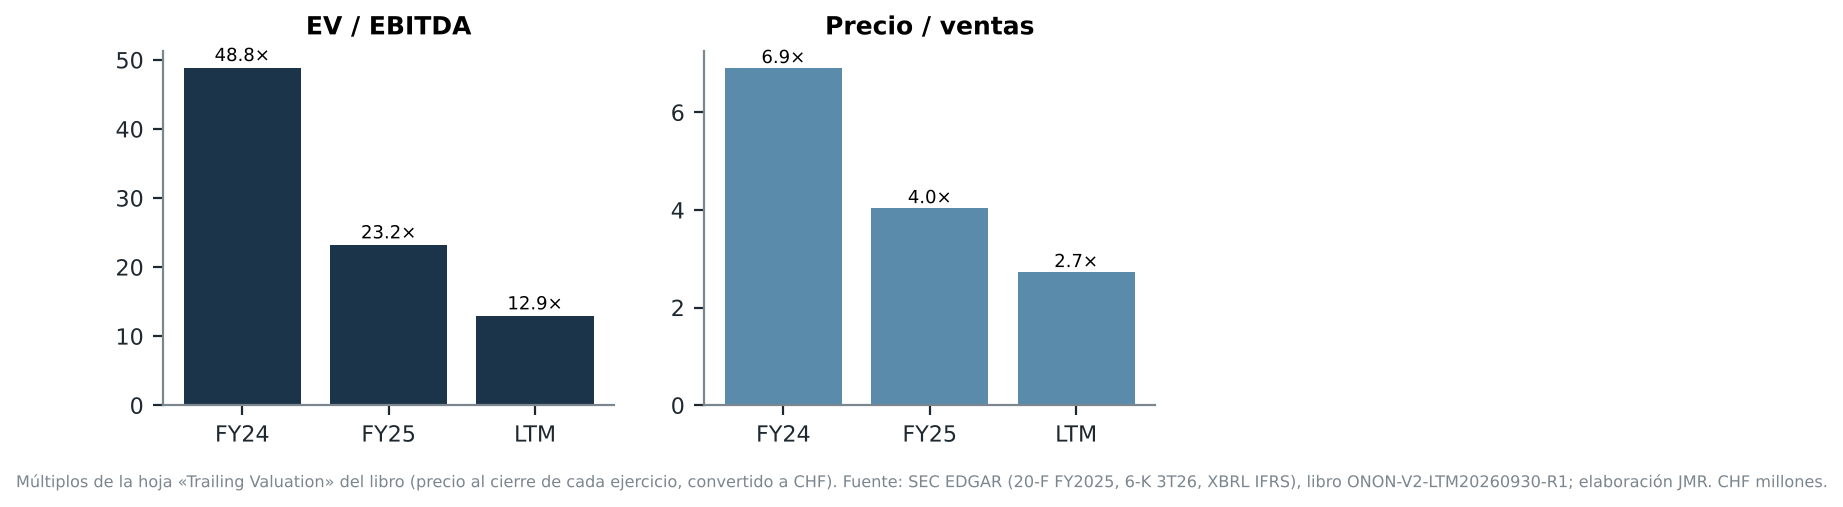 EV / EBITDA
50
40
30
20
10
0
48.8×
23.2×
12.9×
FY24
FY25
LTM
Precio / ventas
6
4
2
0
6.9×
4.0×
2.7×
FY24
FY25
LTM
Múltiplos de la hoja «Trailing Valuation» del libro (precio al cierre de cada ejercicio, convertido a CHF). Fuente: SEC EDGAR (20-F FY2025, 6-K 3T26, XBRL IFRS), libro ONON-V2-LTM20260930-R1; elaboración JMR. CHF millones.